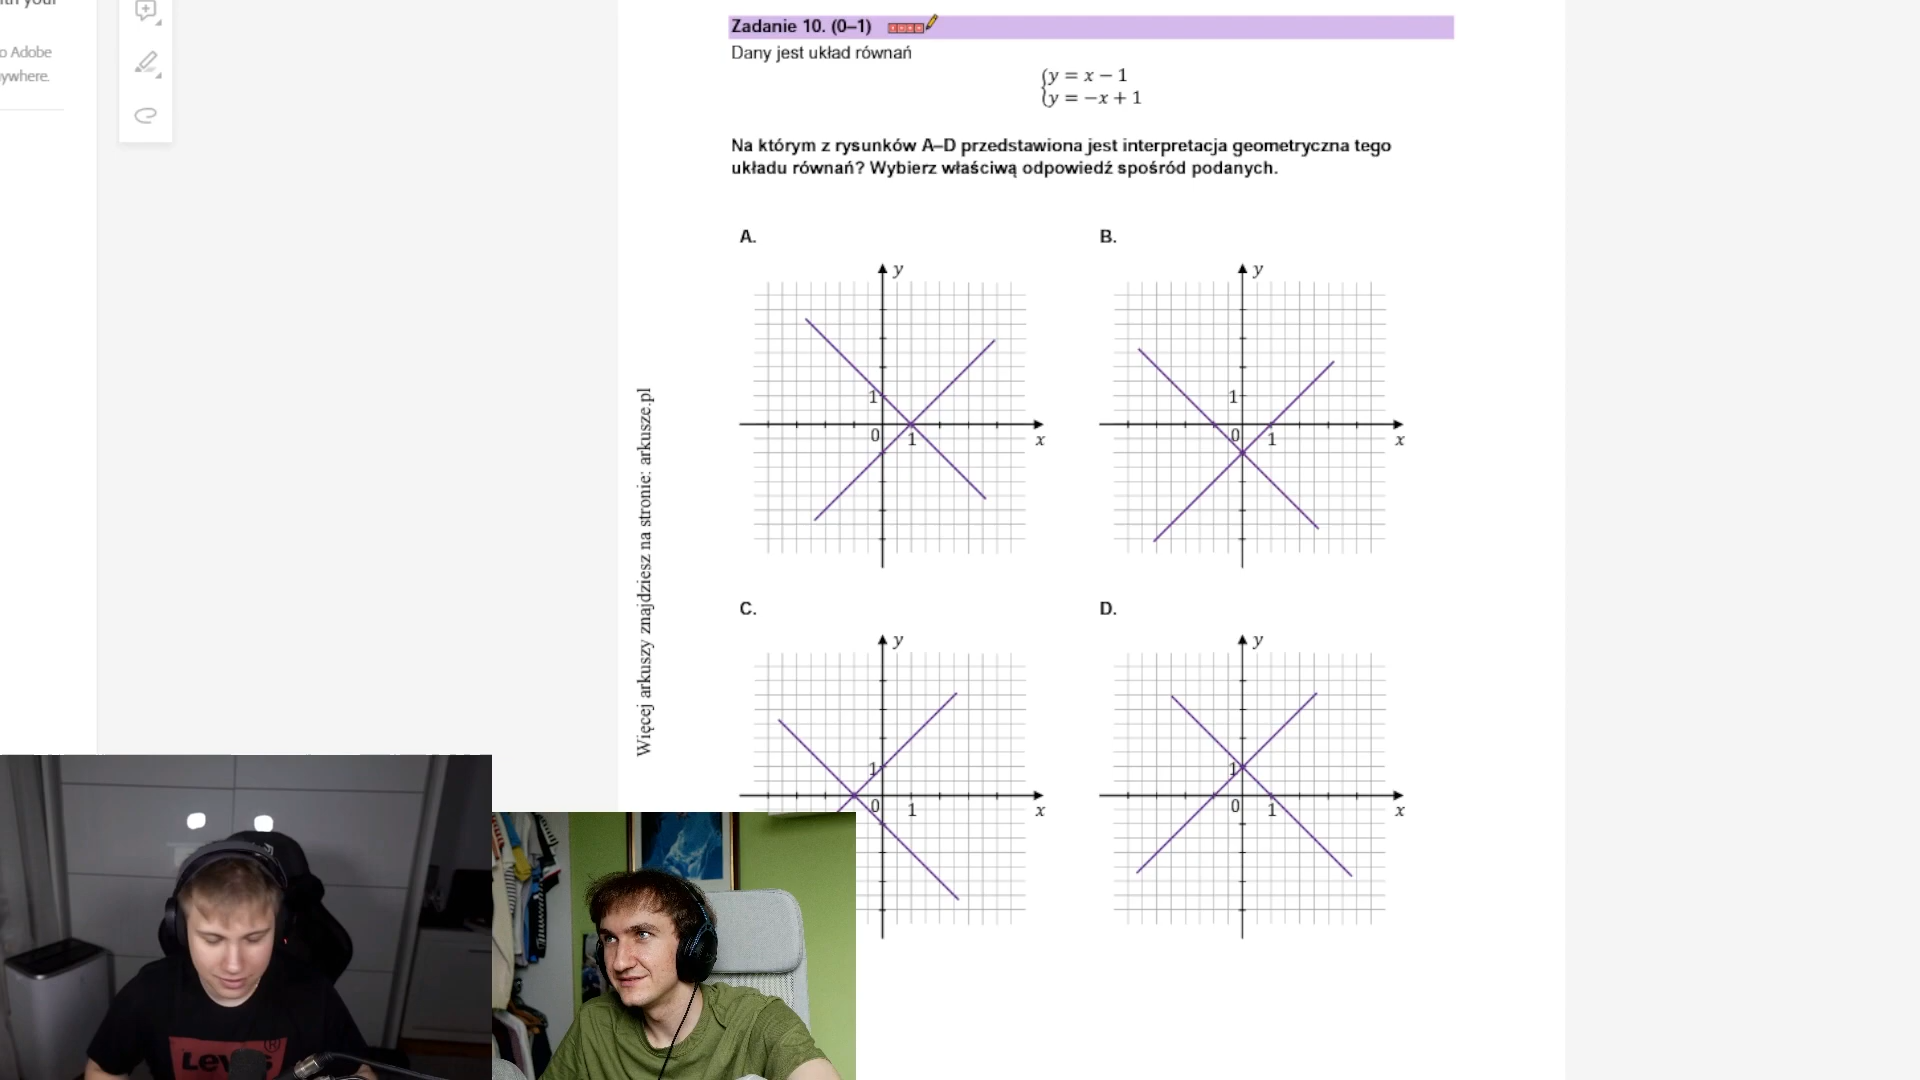 o Adobe
ywhere.
Zadanie 10. (0–1)
Dany jest układ równań
y = x − 1
y = −x + 1
Na którym z rysunków A–D przedstawiona jest interpretacja geometryczna tego
układu równań? Wybierz właściwą odpowiedź spośród podanych.
A.
y
1
0
1
x
B.
y
1
0
1
x
C.
y
1
0
1
x
D.
y
1
0
1
x
Więcej arkuszy znajdziesz na stronie: arkusze.pl
Levi's